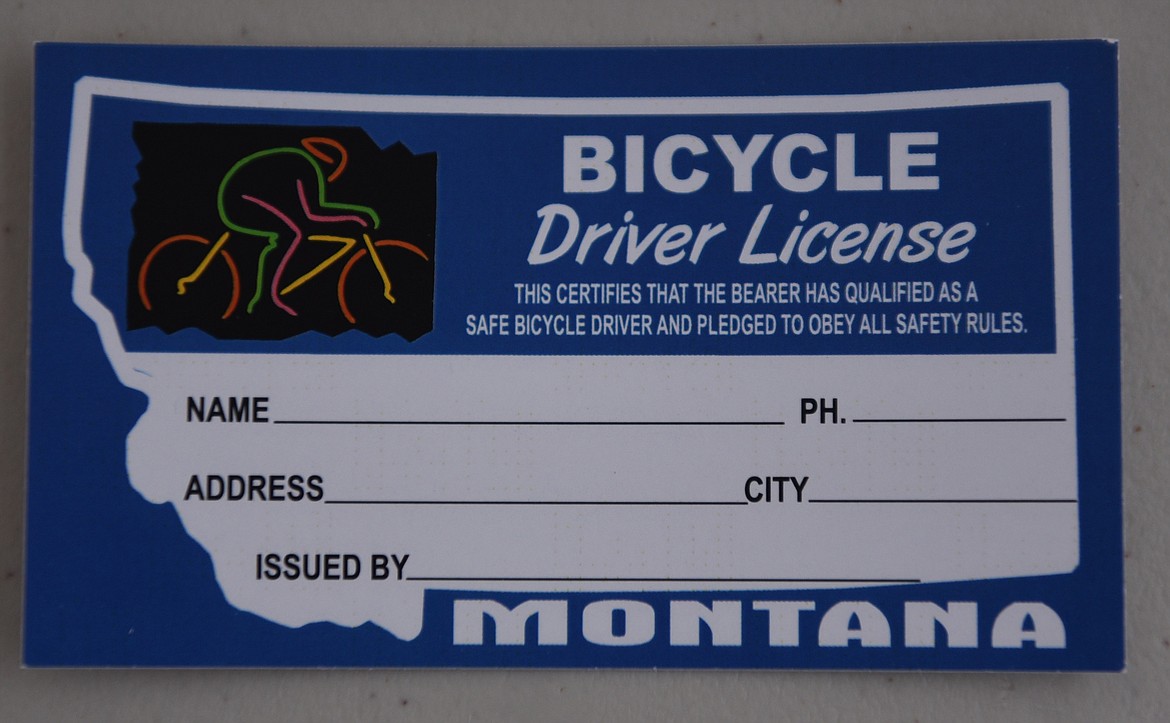 BICYCLE
Driver License
THIS CERTIFIES THAT THE BEARER HAS QUALIFIED AS A
SAFE BICYCLE DRIVER AND PLEDGED TO OBEY ALL SAFETY RULES.
NAME PH.
ADDRESS CITY
ISSUED BY
MONTANA